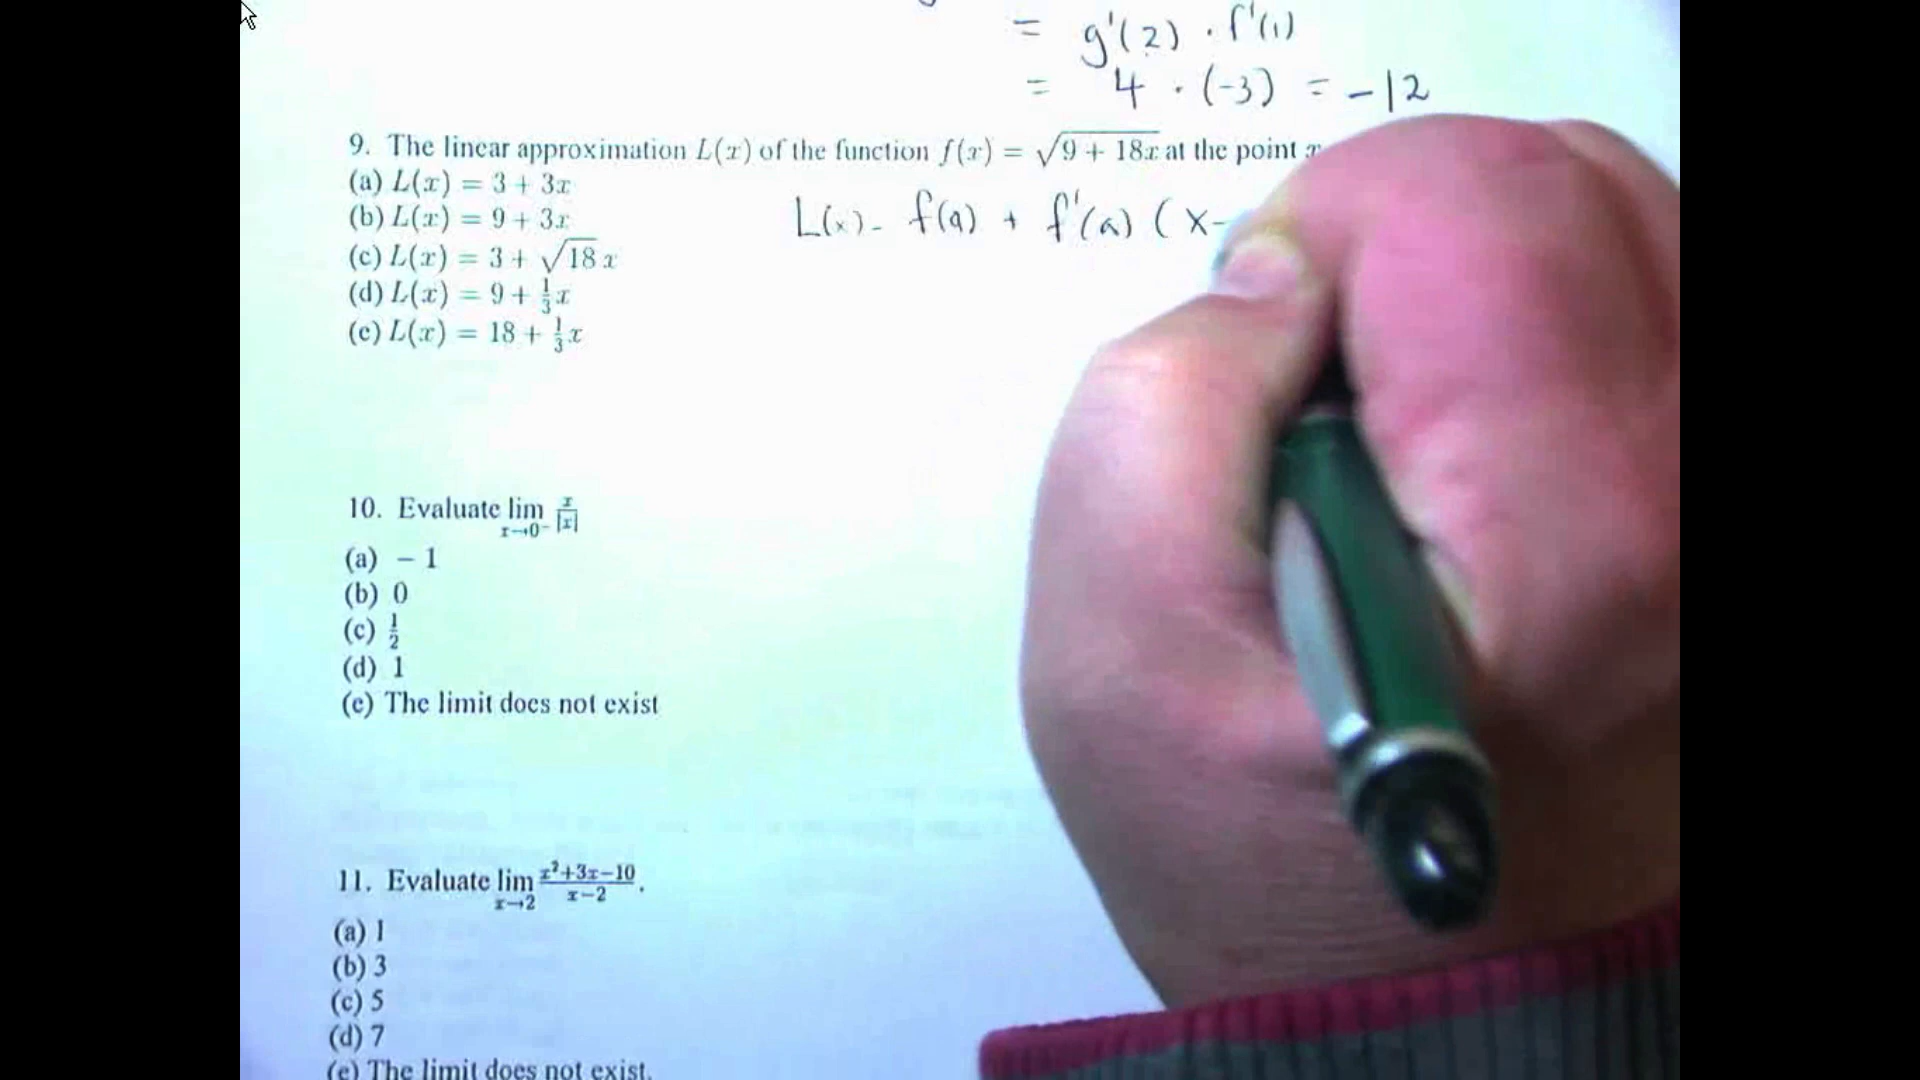 = g'(2) · f'(1)
= 4 · (-3) = -12
9. The linear approximation L(x) of the function f(x) = √(9 + 18x) at the point x
(a) L(x) = 3 + 3x
L(x) - f(a) + f'(a) (x-
(b) L(x) = 9 + 3x
(c) L(x) = 3 + √18 x
(d) L(x) = 9 + 1/3 x
(e) L(x) = 18 + 1/3 x
10. Evaluate lim x→0⁻ x/|x|
(a) − 1
(b) 0
(c) 1/2
(d) 1
(e) The limit does not exist
11. Evaluate lim x→2 (x²+3x−10)/(x−2).
(a) 1
(b) 3
(c) 5
(d) 7
(e) The limit does not exist.